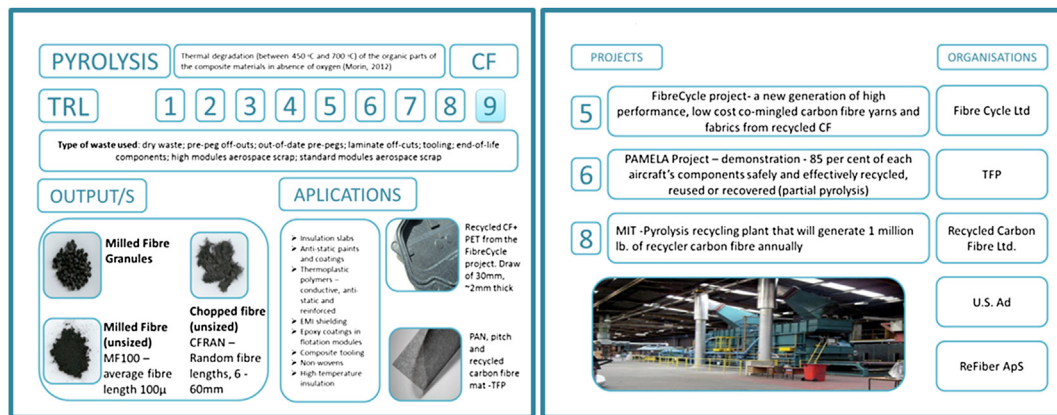 PYROLYSIS
Thermal degradation (between 450 °C and 700 °C) of the organic parts of
the composite materials in absence of oxygen (Morin, 2012)
CF
TRL
1 2 3 4 5 6 7 8 9
Type of waste used: dry waste; pre-peg off-outs; out-of-date pre-pegs; laminate off-cuts; tooling; end-of-life
components; high modules aerospace scrap; standard modules aerospace scrap
OUTPUT/S
Milled Fibre
Granules
Milled Fibre
(unsized)
MF100 –
average fibre
length 100µ
Chopped fibre
(unsized)
CFRAN –
Random fibre
lengths, 6 -
60mm
APLICATIONS
➤ Insulation slabs
➤ Anti-static paints
and coatings
➤ Thermoplastic
polymers –
conductive, anti-
static and
reinforced
➤ EMI shielding
➤ Epoxy coatings in
flotation modules
➤ Composite tooling
➤ Non-wovens
➤ High-temperature
insulation
Recycled CF+
PET from the
FibreCycle
project. Draw
of 30mm,
~2mm thick
PAN, pitch
and
recycled
carbon fibre
mat -TFP
PROJECTS
5
FibreCycle project- a new generation of high
performance, low cost co-mingled carbon fibre yarns and
fabrics from recycled CF
6
PAMELA Project – demonstration - 85 per cent of each
aircraft's components safely and effectively recycled,
reused or recovered (partial pyrolysis)
8
MIT -Pyrolysis recycling plant that will generate 1 million
lb. of recycler carbon fibre annually
ORGANISATIONS
Fibre Cycle Ltd
TFP
Recycled Carbon
Fibre Ltd.
U.S. Ad
ReFiber ApS